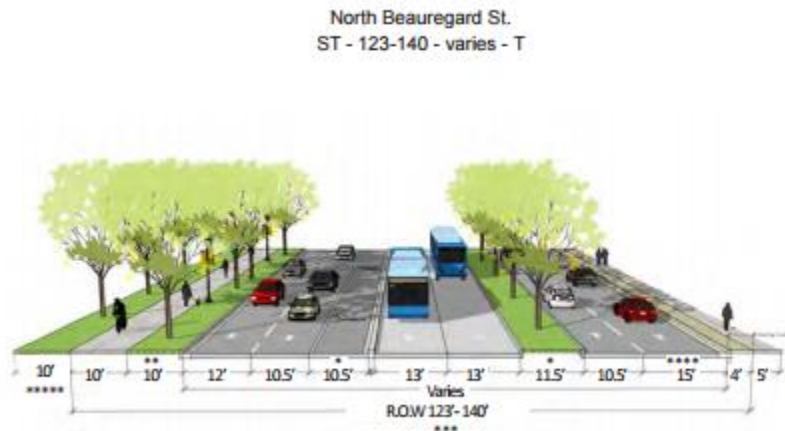 North Beauregard St.
ST - 123-140 - varies - T
** * * ****
10' 10' 10' 12' 10.5' 10.5' 13' 13' 11.5' 10.5' 15' 4' 5'
*****
Varies
R.O.W 123'- 140'
***